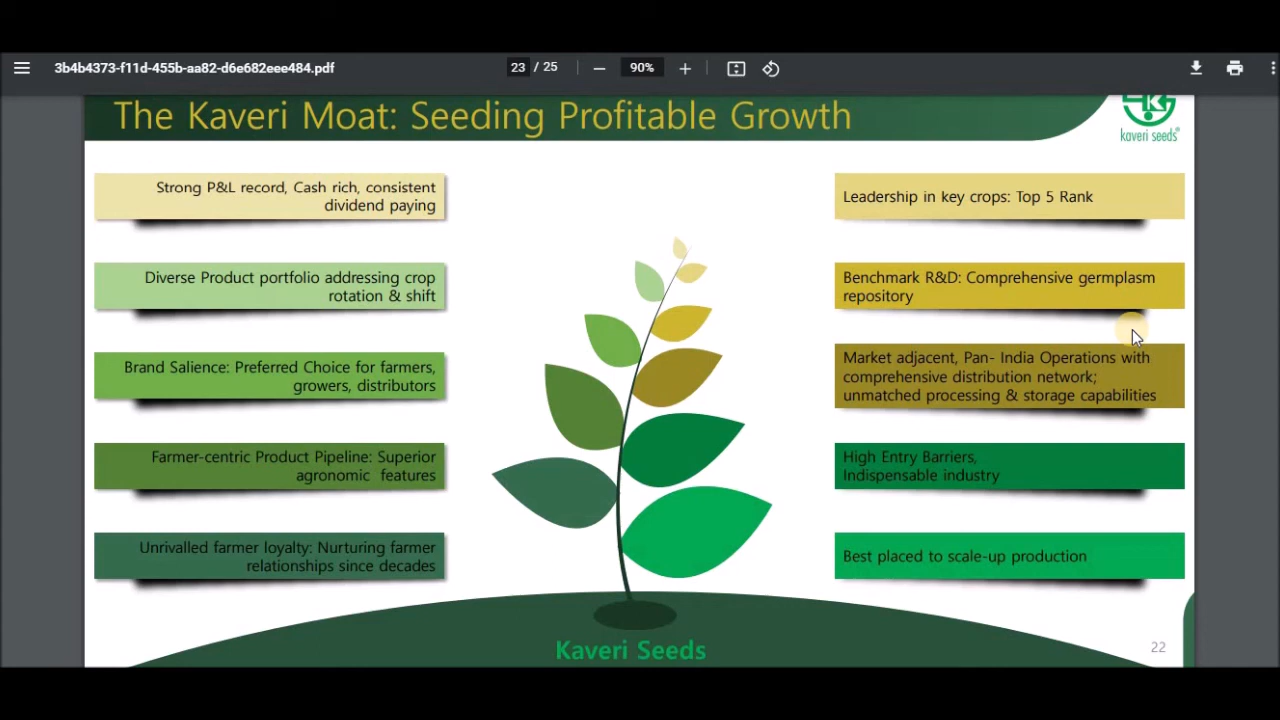 3b4b4373-f11d-455b-aa82-d6e682eee484.pdf
23 / 25
90%
The Kaveri Moat: Seeding Profitable Growth
kaveri seeds®
Strong P&L record, Cash rich, consistent
dividend paying
Diverse Product portfolio addressing crop
rotation & shift
Brand Salience: Preferred Choice for farmers,
growers, distributors
Farmer-centric Product Pipeline: Superior
agronomic features
Unrivalled farmer loyalty: Nurturing farmer
relationships since decades
Leadership in key crops: Top 5 Rank
Benchmark R&D: Comprehensive germplasm
repository
Market adjacent, Pan- India Operations with
comprehensive distribution network;
unmatched processing & storage capabilities
High Entry Barriers,
Indispensable industry
Best placed to scale-up production
Kaveri Seeds
22